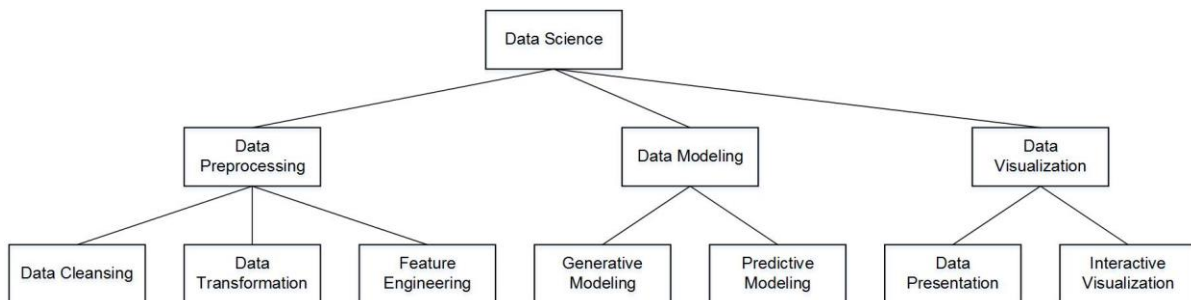 Data Science
Data
Preprocessing
Data Modeling
Data
Visualization
Data Cleansing
Data
Transformation
Feature
Engineering
Generative
Modeling
Predictive
Modeling
Data
Presentation
Interactive
Visualization